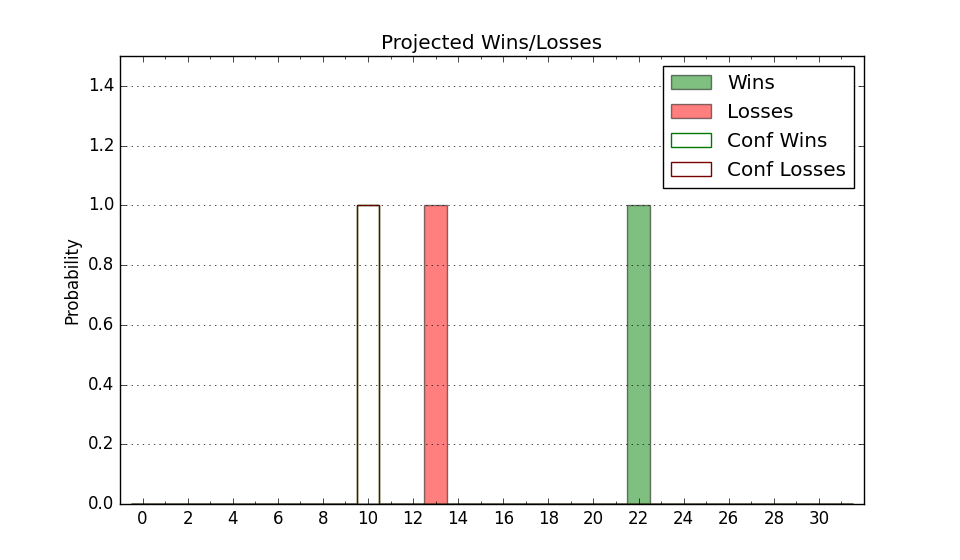 Projected Wins/Losses
Wins
Losses
Conf Wins
Conf Losses
Probability
1.4
1.2
1.0
0.8
0.6
0.4
0.2
0.0
0 2 4 6 8 10 12 14 16 18 20 22 24 26 28 30